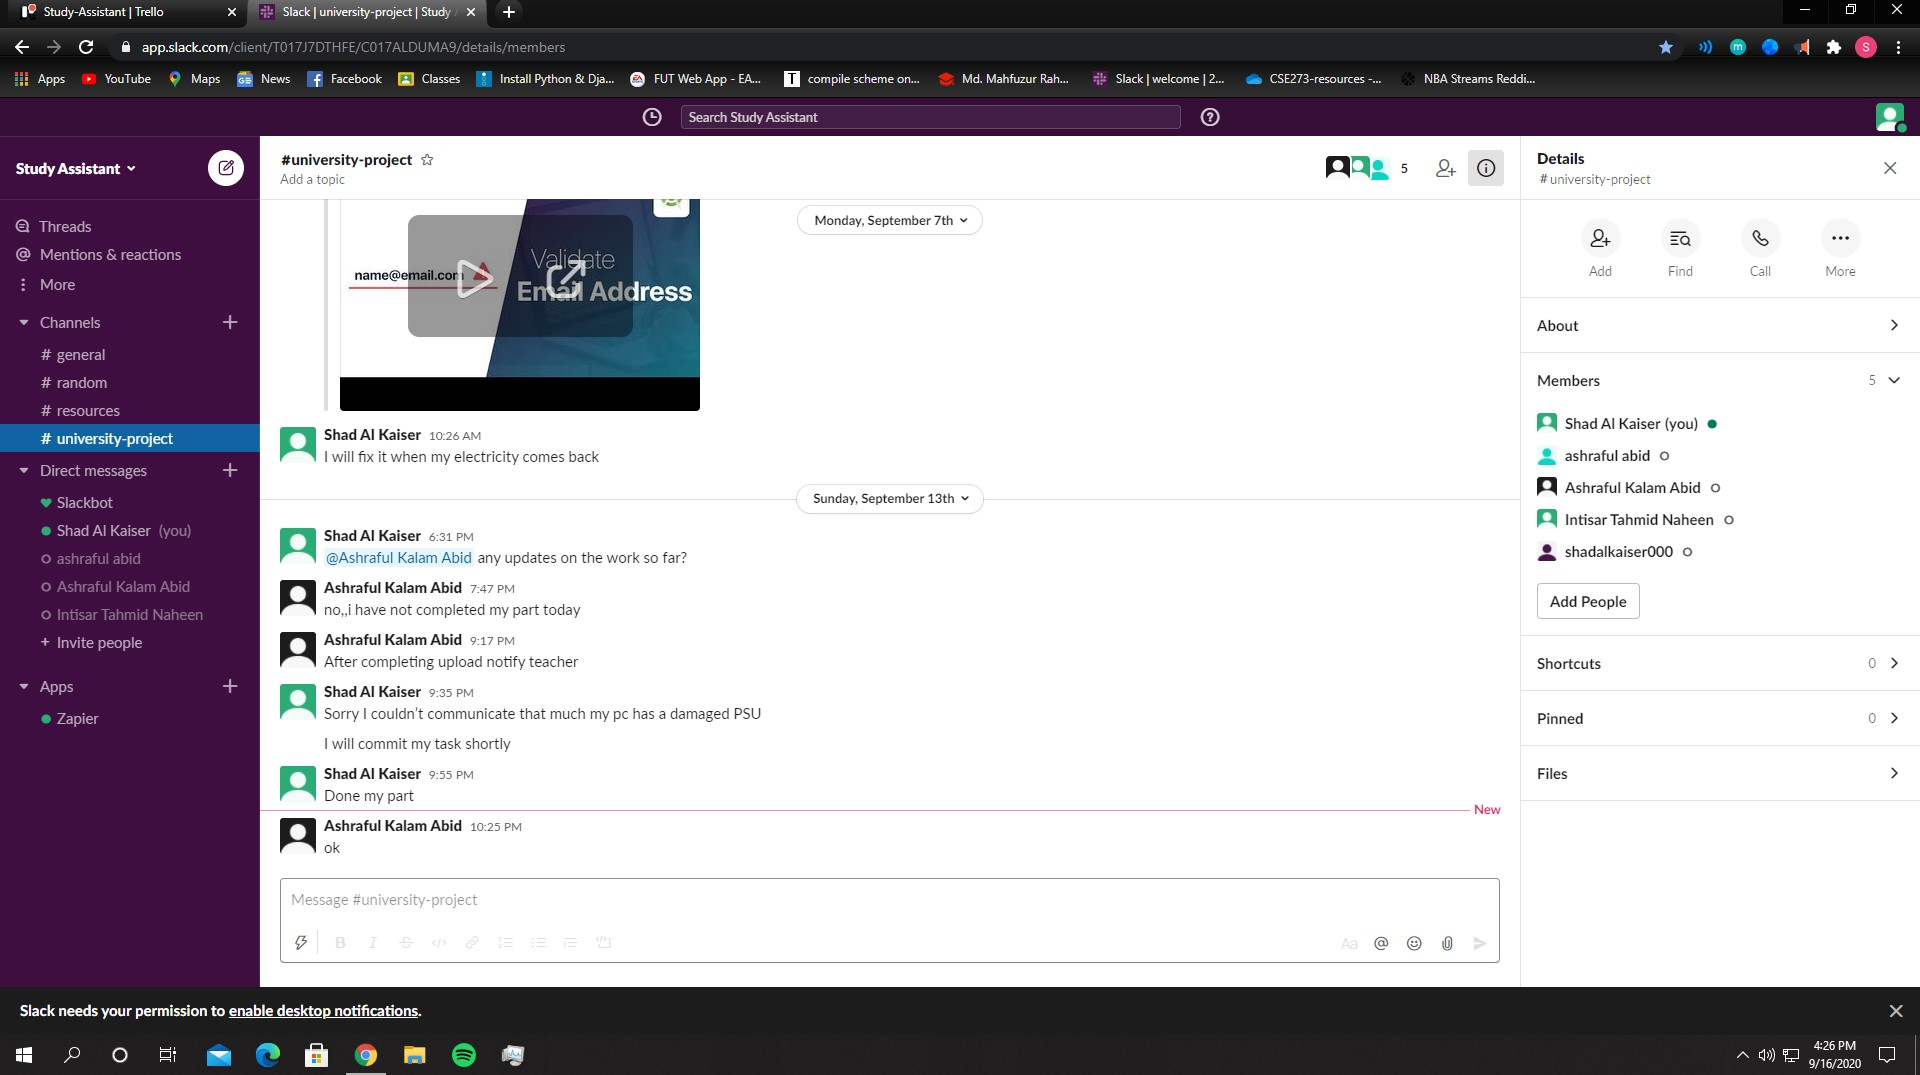 Study-Assistant | Trello
Slack | university-project | Study
app.slack.com/client/T017J7DTHFE/C017ALDUMA9/details/members
S
Apps
YouTube
Maps
News
Facebook
Classes
Install Python & Dja...
FUT Web App - EA...
compile scheme on...
Md. Mahfuzur Rah...
Slack | welcome | 2...
CSE273-resources -...
NBA Streams Reddi...
Search Study Assistant
Study Assistant
Threads
Mentions & reactions
More
Channels
# general
# random
# resources
# university-project
Direct messages
Slackbot
Shad Al Kaiser (you)
ashraful abid
Ashraful Kalam Abid
Intisar Tahmid Naheen
+ Invite people
Apps
Zapier
#university-project
Add a topic
5
Monday, September 7th
name@email.com
Validate
Email Address
Shad Al Kaiser 10:26 AM
I will fix it when my electricity comes back
Sunday, September 13th
Shad Al Kaiser 6:31 PM
@Ashraful Kalam Abid any updates on the work so far?
Ashraful Kalam Abid 7:47 PM
no,,i have not completed my part today
Ashraful Kalam Abid 9:17 PM
After completing upload notify teacher
Shad Al Kaiser 9:35 PM
Sorry I couldn't communicate that much my pc has a damaged PSU
I will commit my task shortly
Shad Al Kaiser 9:55 PM
Done my part
New
Ashraful Kalam Abid 10:25 PM
ok
Message #university-project
B I S </> Aa @
Details
# university-project
Add
Find
Call
More
About
Members 5
Shad Al Kaiser (you)
ashraful abid
Ashraful Kalam Abid
Intisar Tahmid Naheen
shadalkaiser000
Add People
Shortcuts 0
Pinned 0
Files
Slack needs your permission to enable desktop notifications.
4:26 PM
9/16/2020